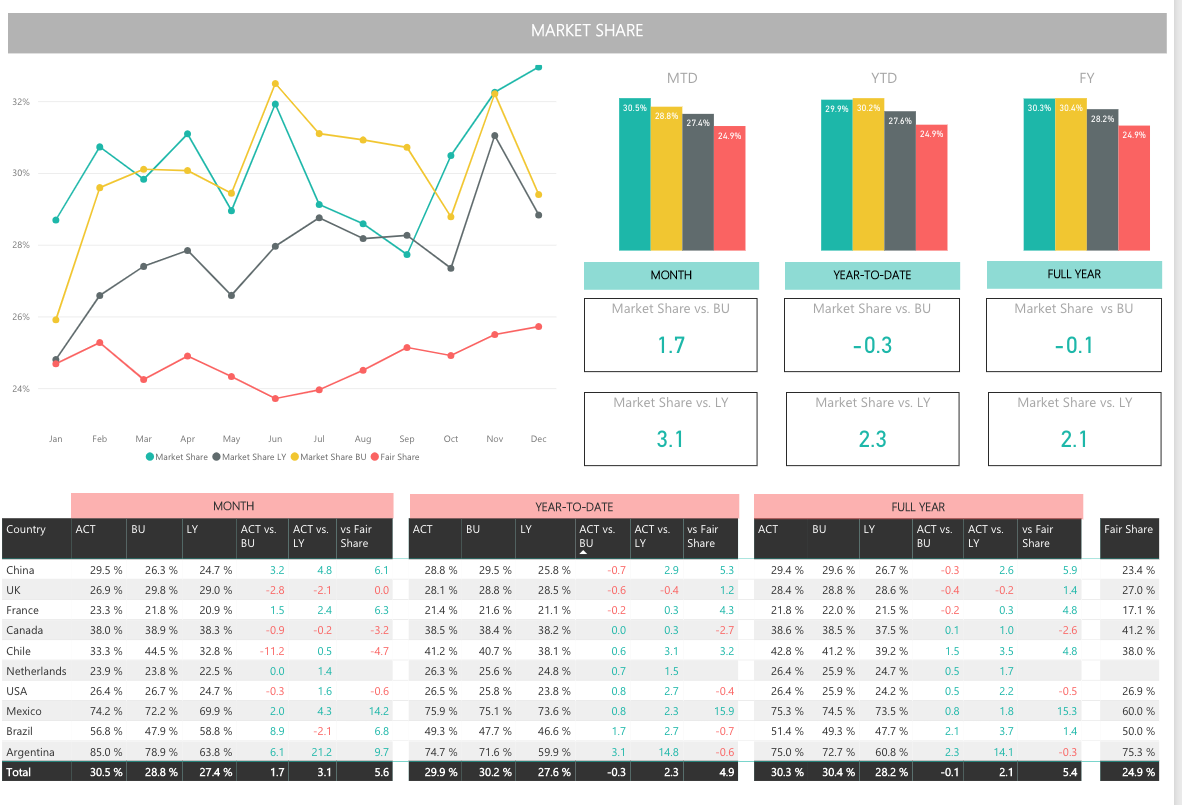 MARKET SHARE
32%
30%
28%
26%
24%
Jan Feb Mar Apr May Jun Jul Aug Sep Oct Nov Dec
Market Share Market Share LY Market Share BU Fair Share
MTD
30.5% 28.8% 27.4% 24.9%
YTD
29.9% 30.2% 27.6% 24.9%
FY
30.3% 30.4% 28.2% 24.9%
MONTH YEAR-TO-DATE FULL YEAR
Market Share vs. BU Market Share vs. BU Market Share vs BU
1.7 -0.3 -0.1
Market Share vs. LY Market Share vs. LY Market Share vs. LY
3.1 2.3 2.1
MONTH YEAR-TO-DATE FULL YEAR
Country ACT BU LY ACT vs. BU ACT vs. LY vs Fair Share ACT BU LY ACT vs. BU ACT vs. LY vs Fair Share ACT BU LY ACT vs. BU ACT vs. LY vs Fair Share Fair Share
China 29.5 % 26.3 % 24.7 % 3.2 4.8 6.1 28.8 % 29.5 % 25.8 % -0.7 2.9 5.3 29.4 % 29.6 % 26.7 % -0.3 2.6 5.9 23.4 %
UK 26.9 % 29.8 % 29.0 % -2.8 -2.1 0.0 28.1 % 28.8 % 28.5 % -0.6 -0.4 1.2 28.4 % 28.8 % 28.6 % -0.4 -0.2 1.4 27.0 %
France 23.3 % 21.8 % 20.9 % 1.5 2.4 6.3 21.4 % 21.6 % 21.1 % -0.2 0.3 4.3 21.8 % 22.0 % 21.5 % -0.2 0.3 4.8 17.1 %
Canada 38.0 % 38.9 % 38.3 % -0.9 -0.2 -3.2 38.5 % 38.4 % 38.2 % 0.0 0.3 -2.7 38.6 % 38.5 % 37.5 % 0.1 1.0 -2.6 41.2 %
Chile 33.3 % 44.5 % 32.8 % -11.2 0.5 -4.7 41.2 % 40.7 % 38.1 % 0.6 3.1 3.2 42.8 % 41.2 % 39.2 % 1.5 3.5 4.8 38.0 %
Netherlands 23.9 % 23.8 % 22.5 % 0.0 1.4 26.3 % 25.6 % 24.8 % 0.7 1.5 26.4 % 25.9 % 24.7 % 0.5 1.7
USA 26.4 % 26.7 % 24.7 % -0.3 1.6 -0.6 26.5 % 25.8 % 23.8 % 0.8 2.7 -0.4 26.4 % 25.9 % 24.2 % 0.5 2.2 -0.5 26.9 %
Mexico 74.2 % 72.2 % 69.9 % 2.0 4.3 14.2 75.9 % 75.1 % 73.6 % 0.8 2.3 15.9 75.3 % 74.5 % 73.5 % 0.8 1.8 15.3 60.0 %
Brazil 56.8 % 47.9 % 58.8 % 8.9 -2.1 6.8 49.3 % 47.7 % 46.6 % 1.7 2.7 -0.7 51.4 % 49.3 % 47.7 % 2.1 3.7 1.4 50.0 %
Argentina 85.0 % 78.9 % 63.8 % 6.1 21.2 9.7 74.7 % 71.6 % 59.9 % 3.1 14.8 -0.6 75.0 % 72.7 % 60.8 % 2.3 14.1 -0.3 75.3 %
Total 30.5 % 28.8 % 27.4 % 1.7 3.1 5.6 29.9 % 30.2 % 27.6 % -0.3 2.3 4.9 30.3 % 30.4 % 28.2 % -0.1 2.1 5.4 24.9 %